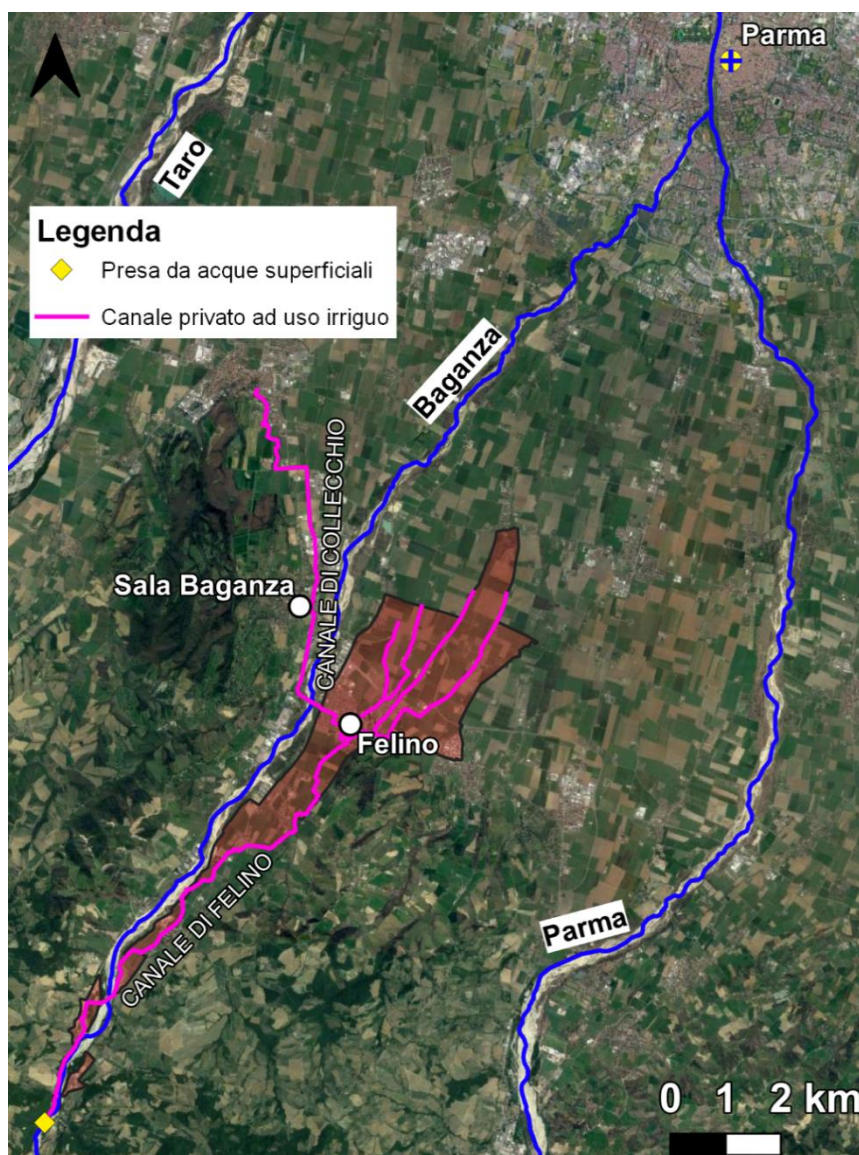 Parma
Taro
Legenda
Presa da acque superficiali
Canale privato ad uso irriguo
Baganza
CANALE DI COLLECCHIO
Sala Baganza
Felino
CANALE DI FELINO
Parma
0 1 2 km